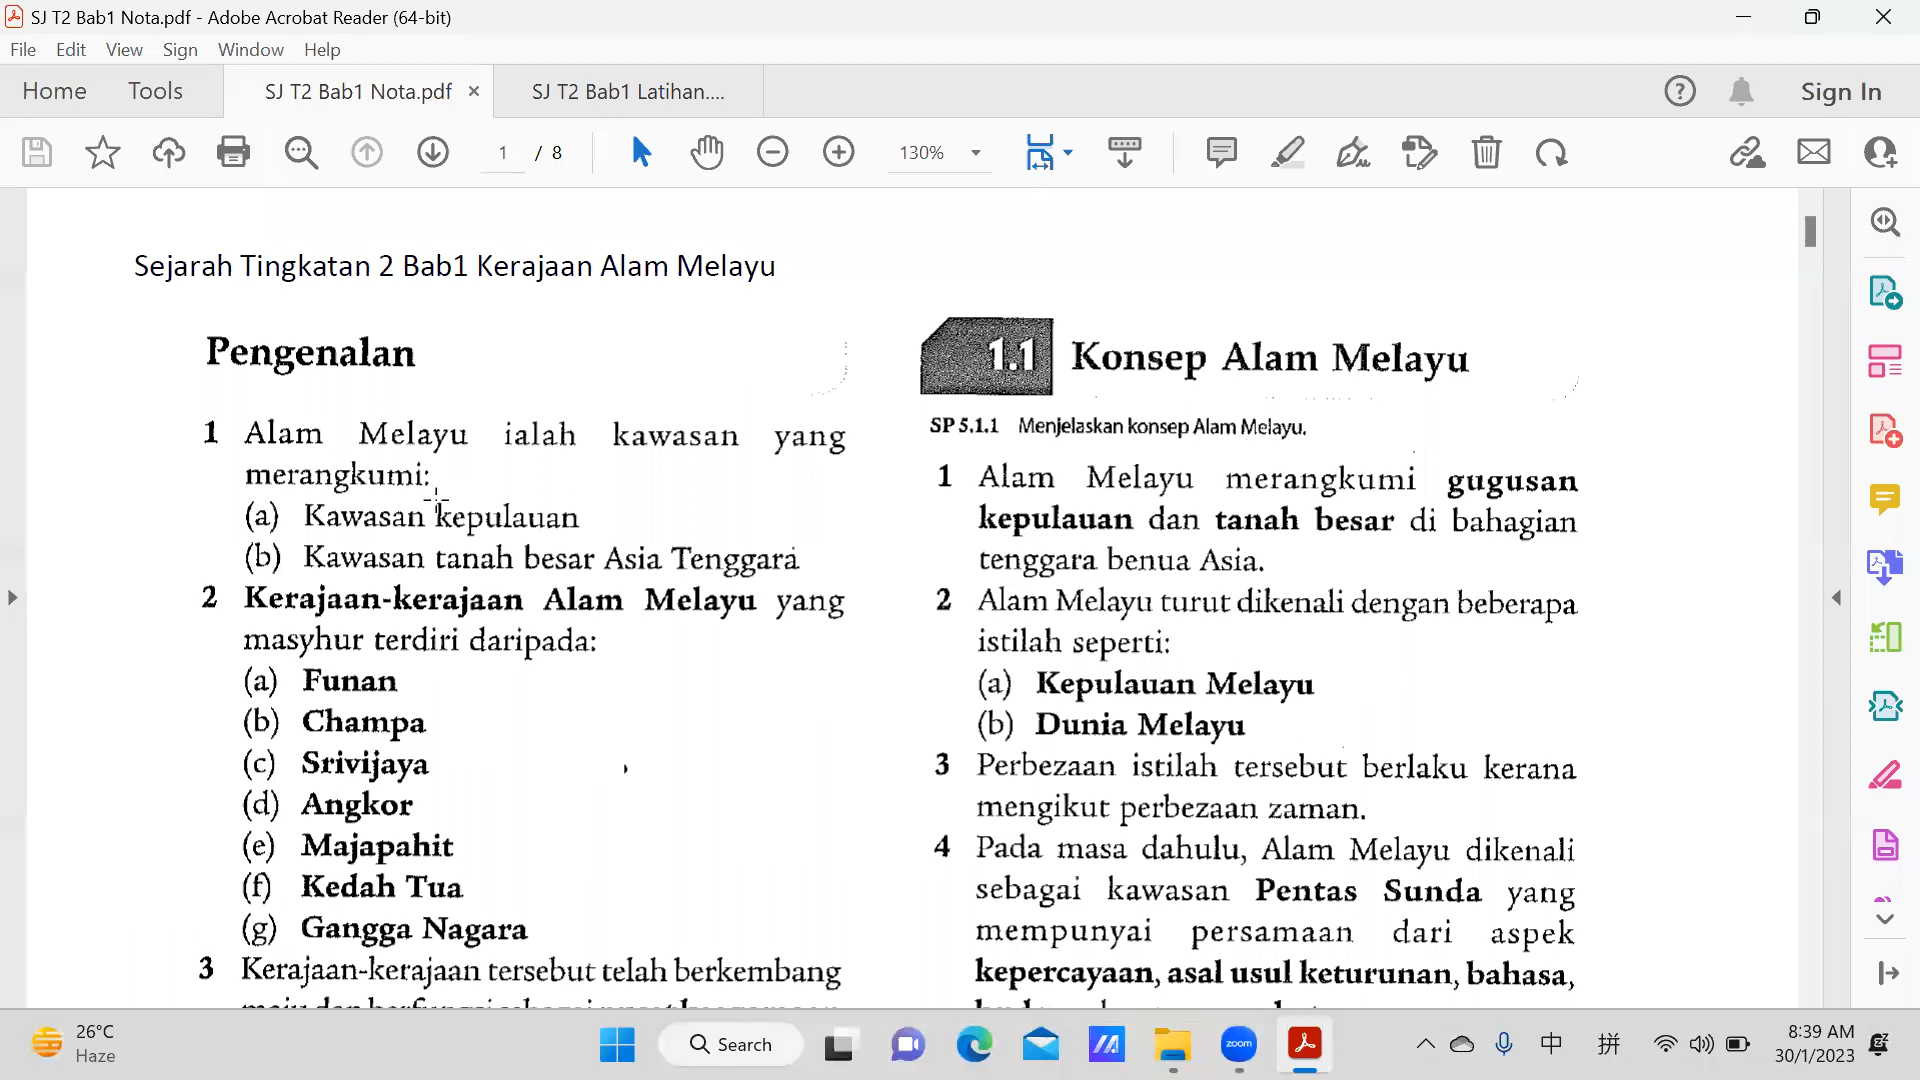 SJ T2 Bab1 Nota.pdf - Adobe Acrobat Reader (64-bit)
File Edit View Sign Window Help
Home Tools SJ T2 Bab1 Nota.pdf × SJ T2 Bab1 Latihan.... Sign In
1 / 8 130%
Sejarah Tingkatan 2 Bab1 Kerajaan Alam Melayu
Pengenalan
1 Alam Melayu ialah kawasan yang
merangkumi:
(a) Kawasan kepulauan
(b) Kawasan tanah besar Asia Tenggara
2 Kerajaan-kerajaan Alam Melayu yang
masyhur terdiri daripada:
(a) Funan
(b) Champa
(c) Srivijaya
(d) Angkor
(e) Majapahit
(f) Kedah Tua
(g) Gangga Nagara
3 Kerajaan-kerajaan tersebut telah berkembang
1.1 Konsep Alam Melayu
SP 5.1.1 Menjelaskan konsep Alam Melayu.
1 Alam Melayu merangkumi gugusan
kepulauan dan tanah besar di bahagian
tenggara benua Asia.
2 Alam Melayu turut dikenali dengan beberapa
istilah seperti:
(a) Kepulauan Melayu
(b) Dunia Melayu
3 Perbezaan istilah tersebut berlaku kerana
mengikut perbezaan zaman.
4 Pada masa dahulu, Alam Melayu dikenali
sebagai kawasan Pentas Sunda yang
mempunyai persamaan dari aspek
kepercayaan, asal usul keturunan, bahasa,
26°C
Haze
Search
zoom
中 拼
8:39 AM
30/1/2023